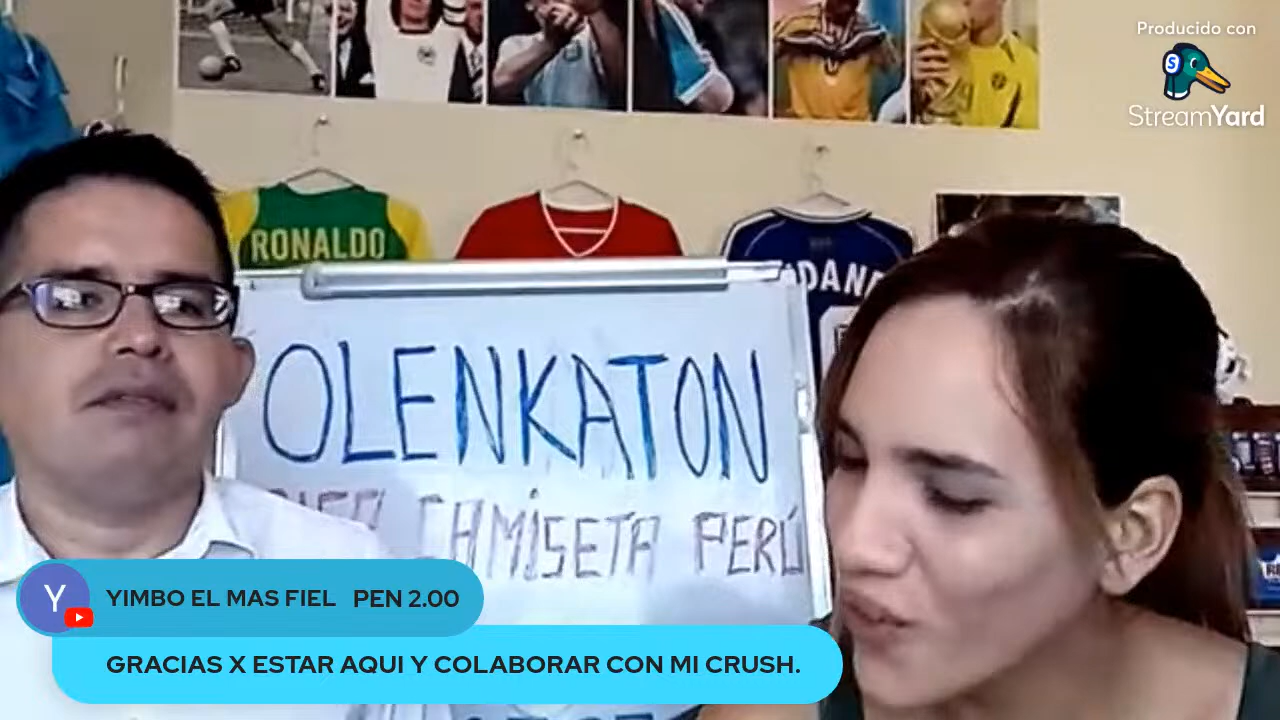 Producido con
StreamYard
RONALDO
DAN
OLENKATON
CAMISETA PERÚ
Y
YIMBO EL MAS FIEL PEN 2.00
GRACIAS X ESTAR AQUI Y COLABORAR CON MI CRUSH.